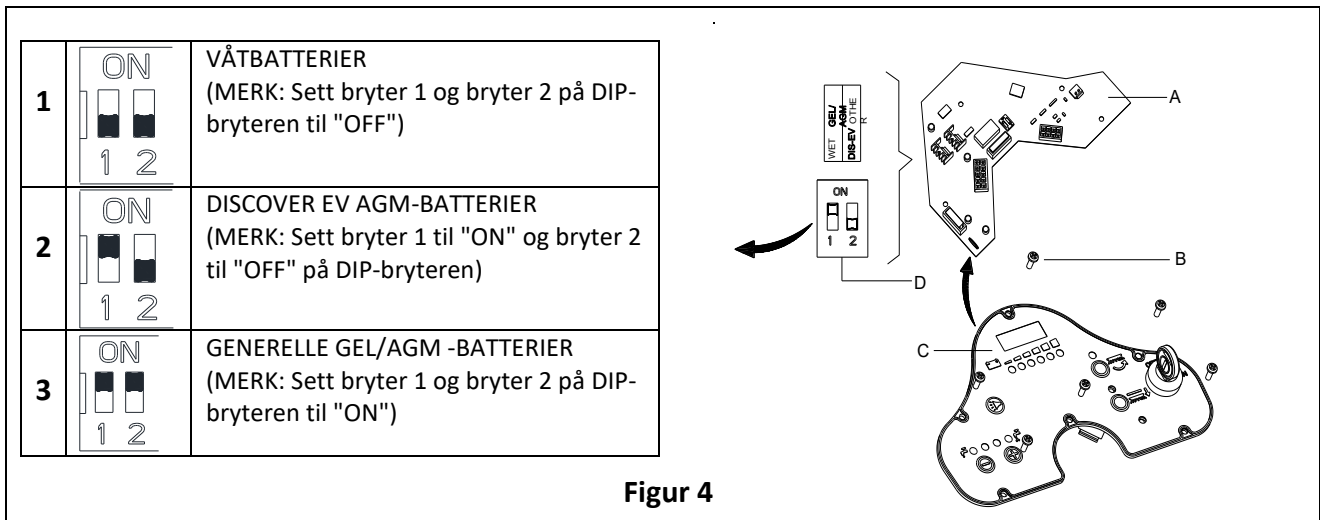 1
ON
1 2
VÅTBATTERIER
(MERK: Sett bryter 1 og bryter 2 på DIP-
bryteren til "OFF")
2
ON
1 2
DISCOVER EV AGM-BATTERIER
(MERK: Sett bryter 1 til "ON" og bryter 2
til "OFF" på DIP-bryteren)
3
ON
1 2
GENERELLE GEL/AGM -BATTERIER
(MERK: Sett bryter 1 og bryter 2 på DIP-
bryteren til "ON")
WET
GEL/
AGM
DIS-EV
OTHE
R
ON
1 2
D
A
B
C
Figur 4